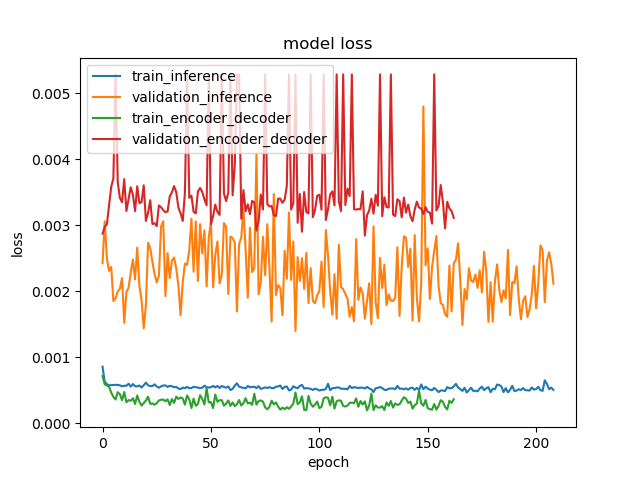 model loss
train_inference
validation_inference
train_encoder_decoder
validation_encoder_decoder
0.005
0.004
0.003
0.002
0.001
0.000
loss
0 50 100 150 200
epoch